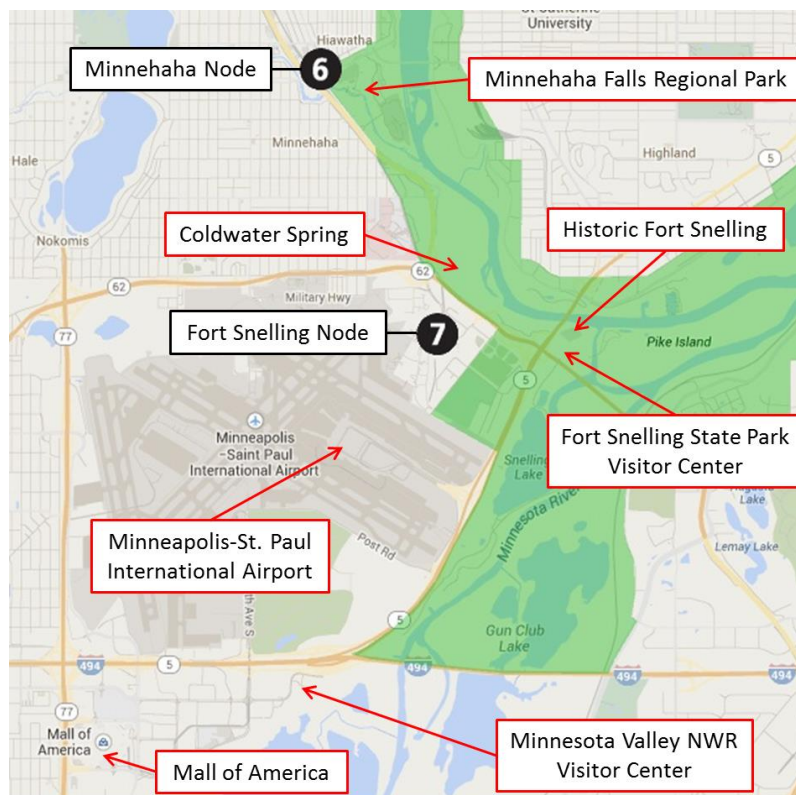 St Catherine
University
Hiawatha
Minnehaha Node
6
Minnehaha Falls Regional Park
Minnehaha
Hale
Highland
5
Coldwater Spring
Historic Fort Snelling
Nokomis
62
62
Military Hwy
77
Fort Snelling Node
7
Pike Island
5
Minneapolis
-Saint Paul
International Airport
Fort Snelling State Park
Visitor Center
Snelling
Lake
Minnesota River
Lake
Minneapolis-St. Paul
International Airport
Post Rd
Lemay Lake
Ave S
5
Gun Club
Lake
494
5
494
494
77
Mall of
America
Mall of America
Minnesota Valley NWR
Visitor Center